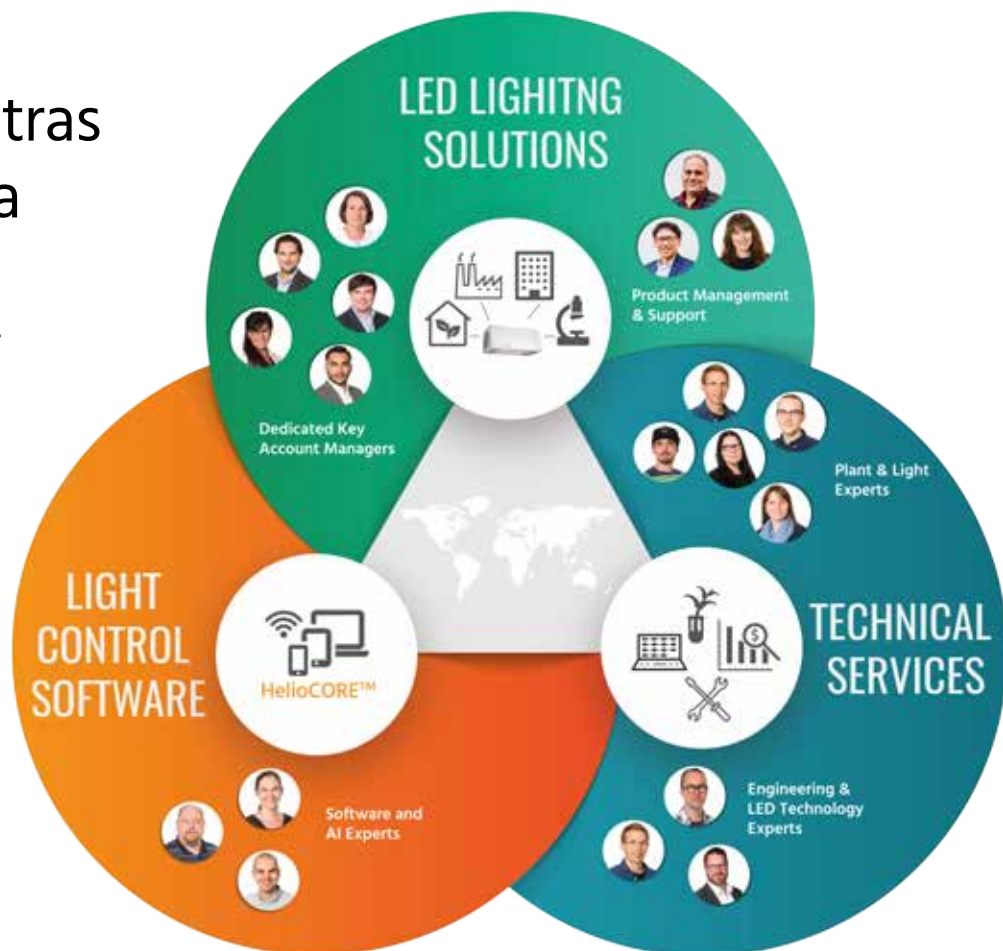 tras
a
LED LIGHITNG
SOLUTIONS
Product Management
& Support
Dedicated Key
Account Managers
Plant & Light
Experts
LIGHT
CONTROL
SOFTWARE
HelioCORE™
$
TECHNICAL
SERVICES
Software and
AI Experts
Engineering &
LED Technology
Experts